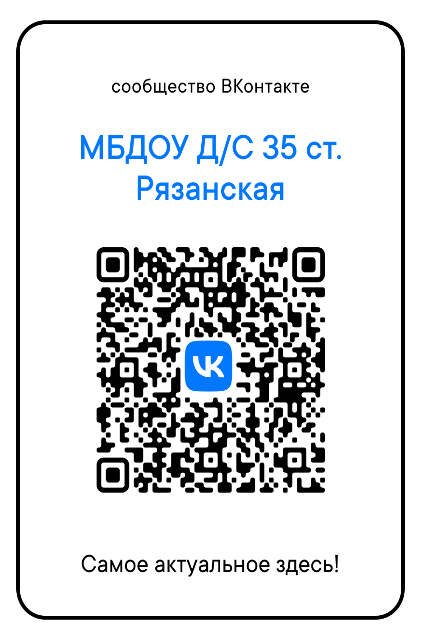 сообщество ВКонтакте
МБДОУ Д/С 35 ст.
Рязанская
Самое актуальное здесь!